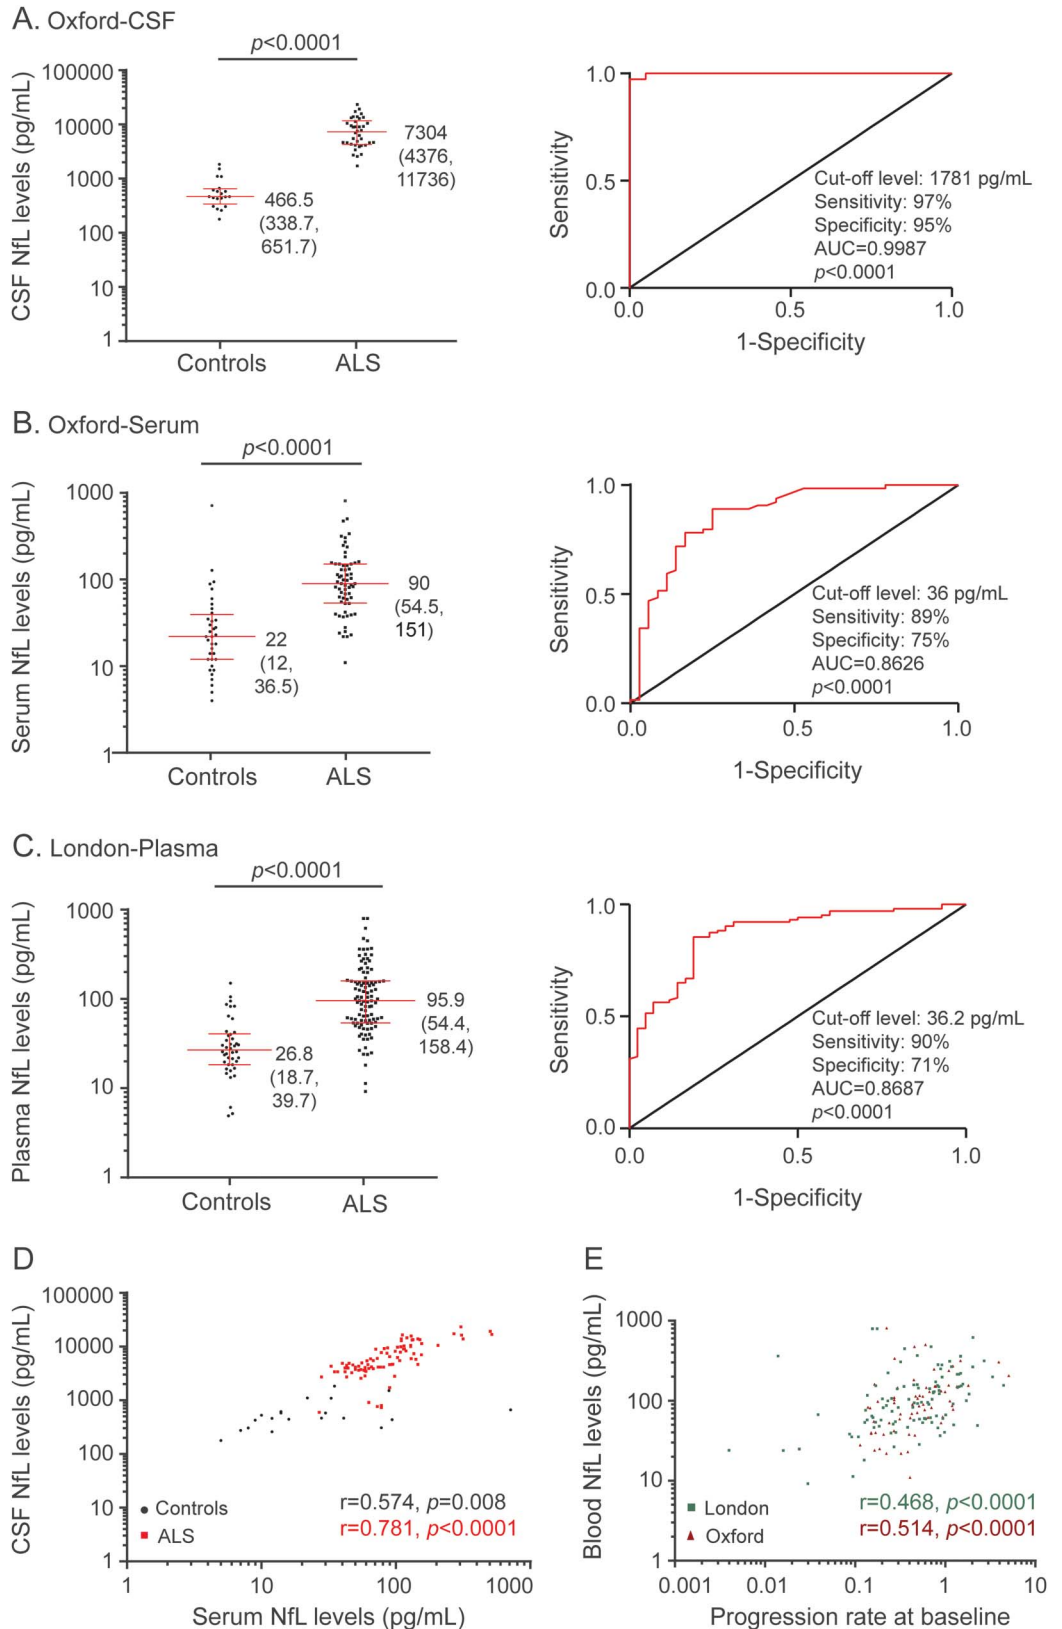 A. Oxford-CSF
p<0.0001
CSF NfL levels (pg/mL)
100000
10000
1000
100
10
1
7304
(4376,
11736)
466.5
(338.7,
651.7)
Controls
ALS
Sensitivity
1.0
0.5
0.0
Cut-off level: 1781 pg/mL
Sensitivity: 97%
Specificity: 95%
AUC=0.9987
p<0.0001
0.0
0.5
1.0
1-Specificity
B. Oxford-Serum
p<0.0001
Serum NfL levels (pg/mL)
1000
100
10
1
90
(54.5,
151)
22
(12,
36.5)
Controls
ALS
Sensitivity
1.0
0.5
0.0
Cut-off level: 36 pg/mL
Sensitivity: 89%
Specificity: 75%
AUC=0.8626
p<0.0001
0.0
0.5
1.0
1-Specificity
C. London-Plasma
p<0.0001
Plasma NfL levels (pg/mL)
1000
100
10
1
95.9
(54.4,
158.4)
26.8
(18.7,
39.7)
Controls
ALS
Sensitivity
1.0
0.5
0.0
Cut-off level: 36.2 pg/mL
Sensitivity: 90%
Specificity: 71%
AUC=0.8687
p<0.0001
0.0
0.5
1.0
1-Specificity
D
CSF NfL levels (pg/mL)
100000
10000
1000
100
10
1
Controls
ALS
r=0.574, p=0.008
r=0.781, p<0.0001
1
10
100
1000
Serum NfL levels (pg/mL)
E
Blood NfL levels (pg/mL)
1000
100
10
1
London
Oxford
r=0.468, p<0.0001
r=0.514, p<0.0001
0.001
0.01
0.1
1
10
Progression rate at baseline